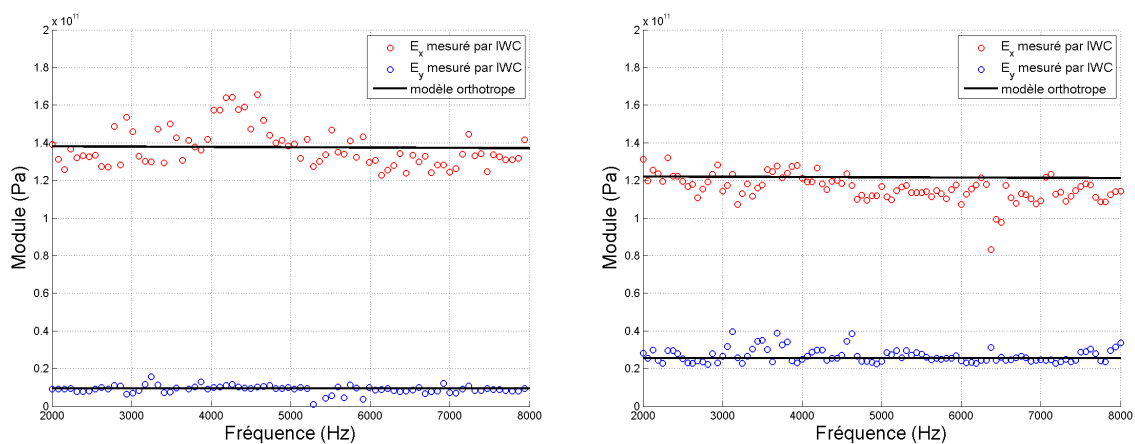 x 10^11
2
1.8
1.6
1.4
1.2
1
0.8
0.6
0.4
0.2
0
Module (Pa)
2000 3000 4000 5000 6000 7000 8000
Fréquence (Hz)
E_x mesuré par IWC
E_y mesuré par IWC
modèle orthotrope
x 10^11
2
1.8
1.6
1.4
1.2
1
0.8
0.6
0.4
0.2
0
Module (Pa)
2000 3000 4000 5000 6000 7000 8000
Fréquence (Hz)
E_x mesuré par IWC
E_y mesuré par IWC
modèle orthotrope